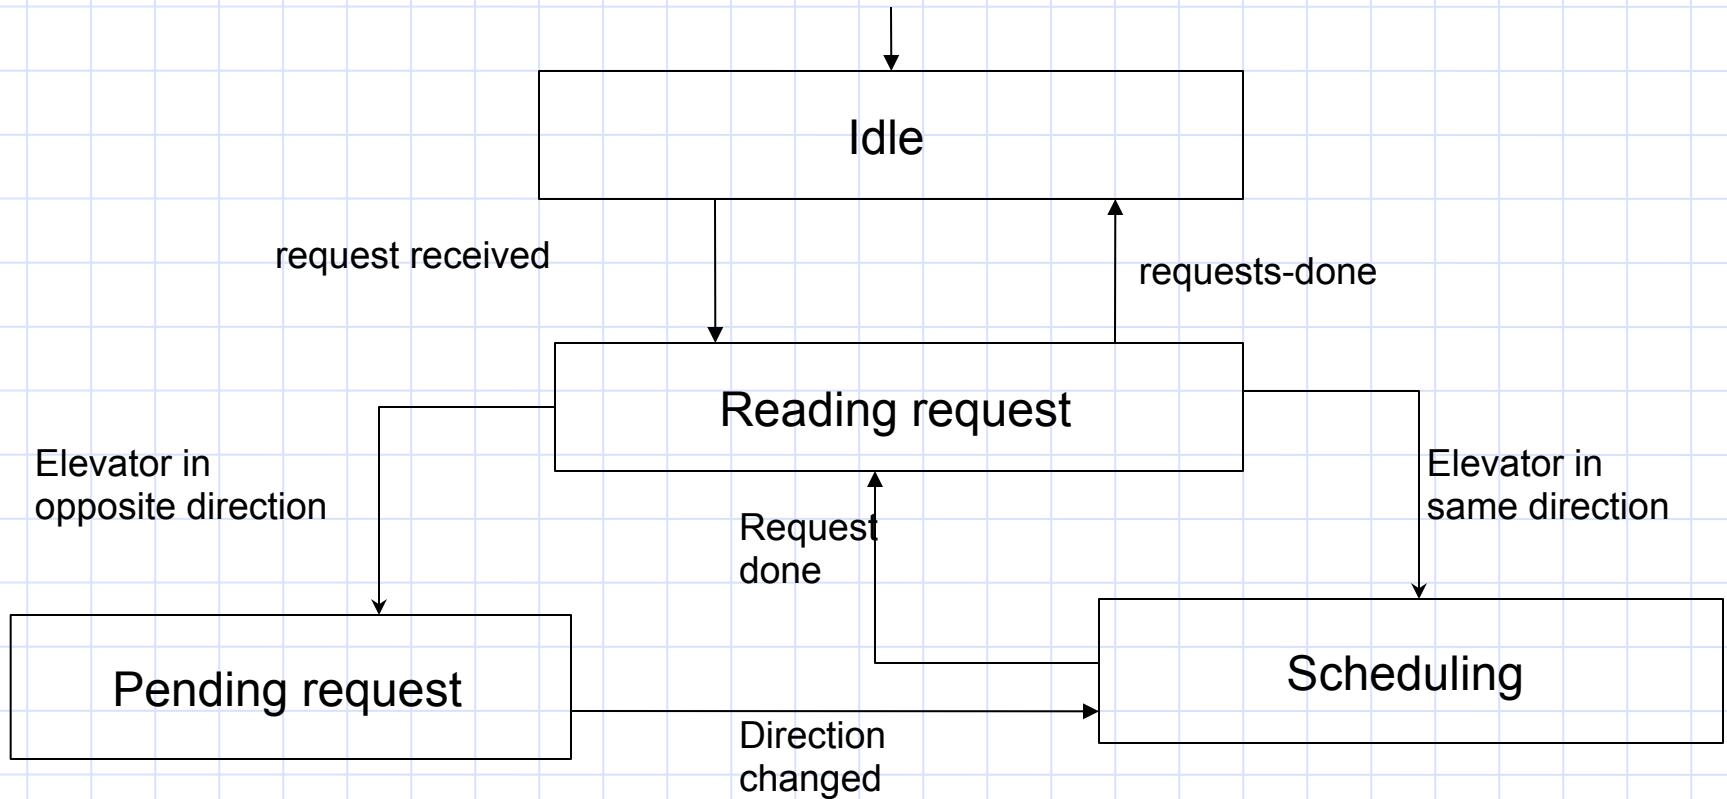 Idle
request received
requests-done
Reading request
Elevator in
opposite direction
Elevator in
same direction
Request
done
Pending request
Scheduling
Direction
changed